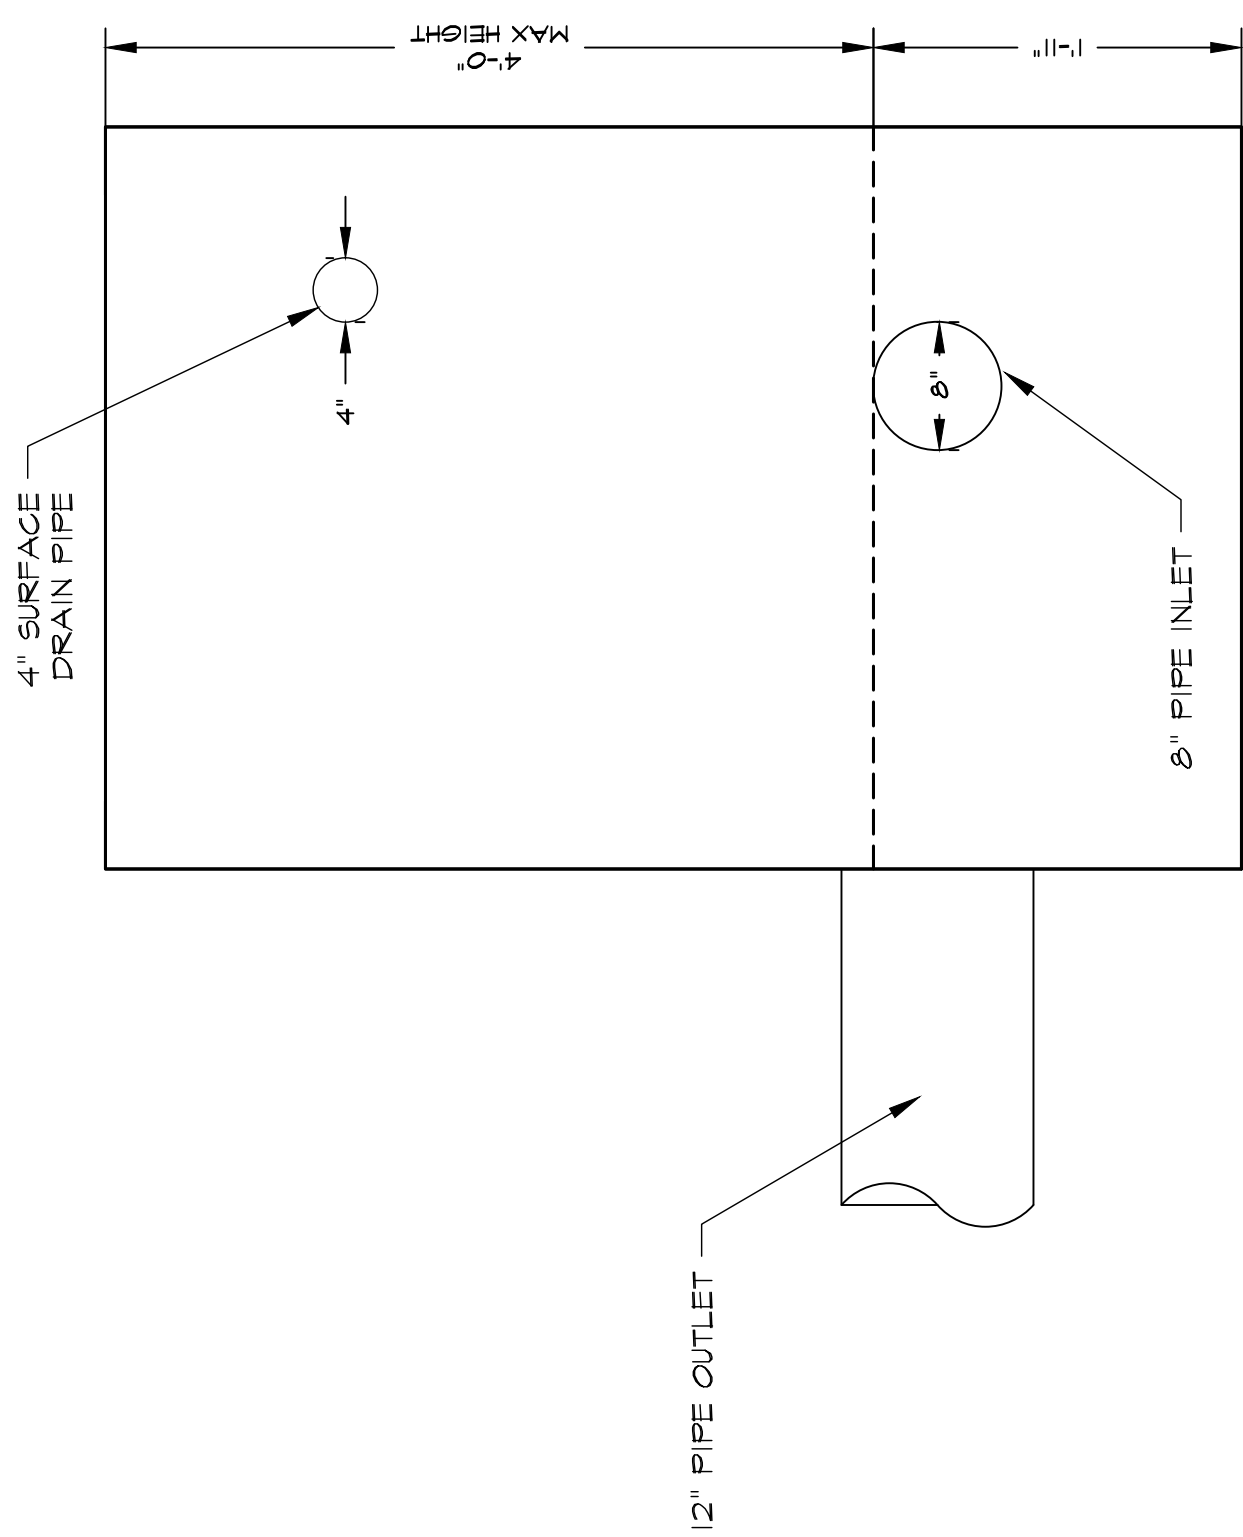 4'-0"
MAX HEIGHT
1'-11"
4" SURFACE
DRAIN PIPE
4"
8"
8" PIPE INLET
12" PIPE OUTLET